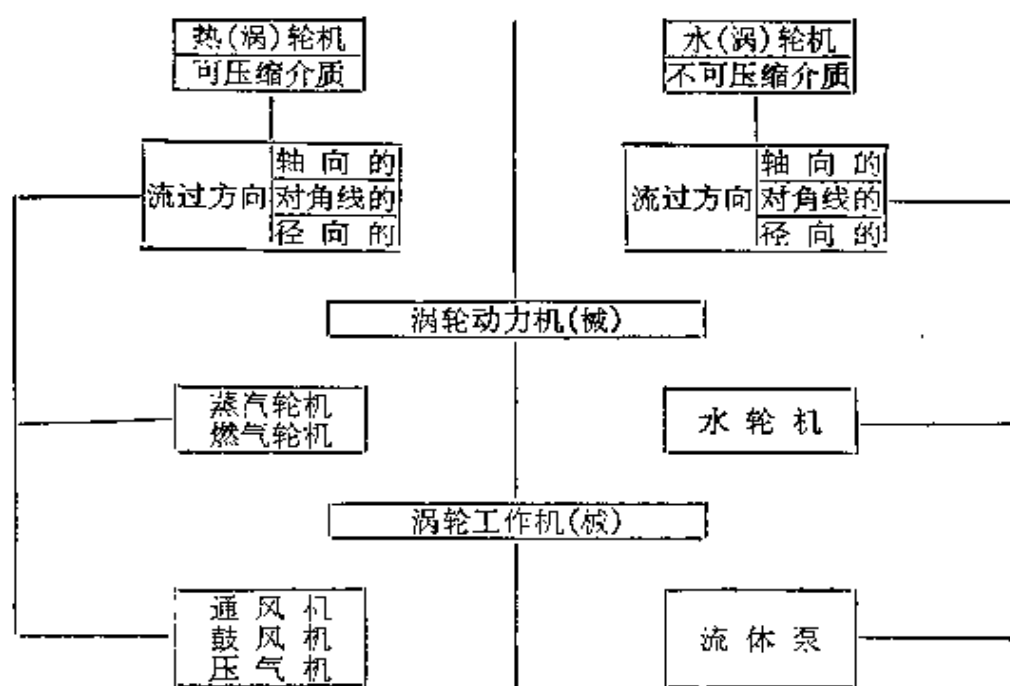 热(涡)轮机
可压缩介质
水(涡)轮机
不可压缩介质
流过方向
轴向的
对角线的
径向的
流过方向
轴向的
对角线的
径向的
涡轮动力机(械)
蒸汽轮机
燃气轮机
水轮机
涡轮工作机(械)
通风机
鼓风机
压气机
流体泵